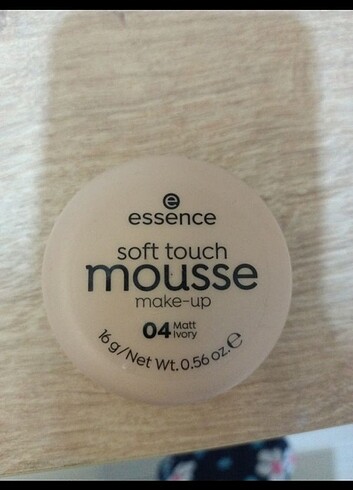 essence
soft touch
mousse
make-up
04 Matt
Ivory
16 g/Net Wt. 0.56 oz. ℮